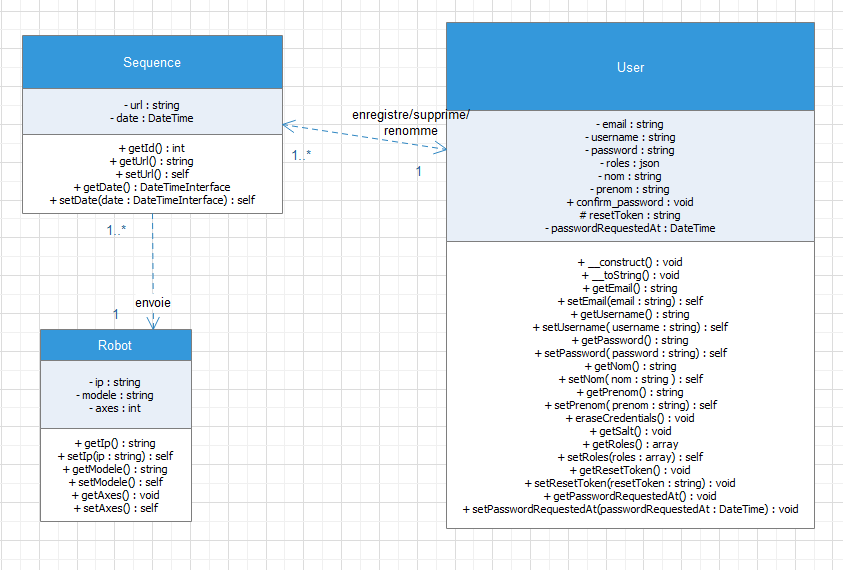 Sequence
- url : string
- date : DateTime
+ getId() : int
+ getUrl() : string
+ setUrl() : self
+ getDate() : DateTimeInterface
+ setDate(date : DateTimeInterface) : self
enregistre/supprime/
renomme
1..*
1
User
- email : string
- username : string
- password : string
- roles : json
- nom : string
- prenom : string
+ confirm_password : void
# resetToken : string
- passwordRequestedAt : DateTime
+ __construct() : void
+ __toString() : void
+ getEmail() : string
+ setEmail(email : string) : self
+ getUsername() : string
+ setUsername( username : string) : self
+ getPassword() : string
+ setPassword( password : string) : self
+ getNom() : string
+ setNom( nom : string ) : self
+ getPrenom() : string
+ setPrenom( prenom : string) : self
+ eraseCredentials() : void
+ getSalt() : void
+ getRoles() : array
+ setRoles(roles : array) : self
+ getResetToken() : void
+ setResetToken(resetToken : string) : void
+ getPasswordRequestedAt() : void
+ setPasswordRequestedAt(passwordRequestedAt : DateTime) : void
1..*
envoie
1
Robot
- ip : string
- modele : string
- axes : int
+ getIp() : string
+ setIp(ip : string) : self
+ getModele() : string
+ setModele() : self
+ getAxes() : void
+ setAxes() : self